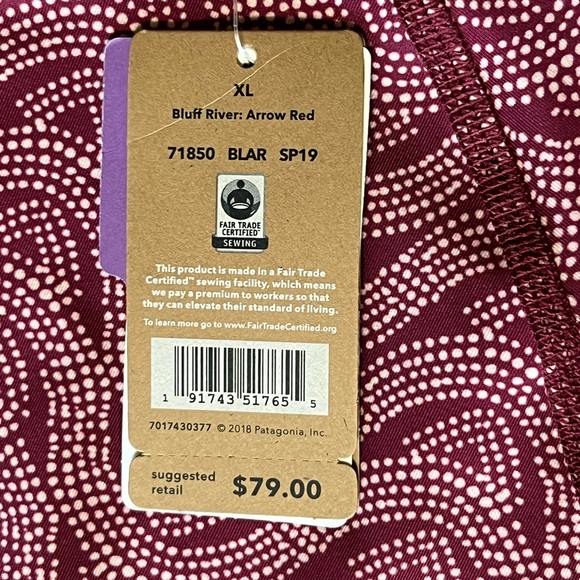 XL
Bluff River: Arrow Red
71850 BLAR SP19
FAIR TRADE
CERTIFIED™
SEWING
This product is made in a Fair Trade
Certified™ sewing facility, which means
we pay a premium to workers so that
they can elevate their standard of living.
To learn more go to www.FairTradeCertified.org
1 91743 51765 5
7017430377 © 2018 Patagonia, Inc.
suggested
retail $79.00